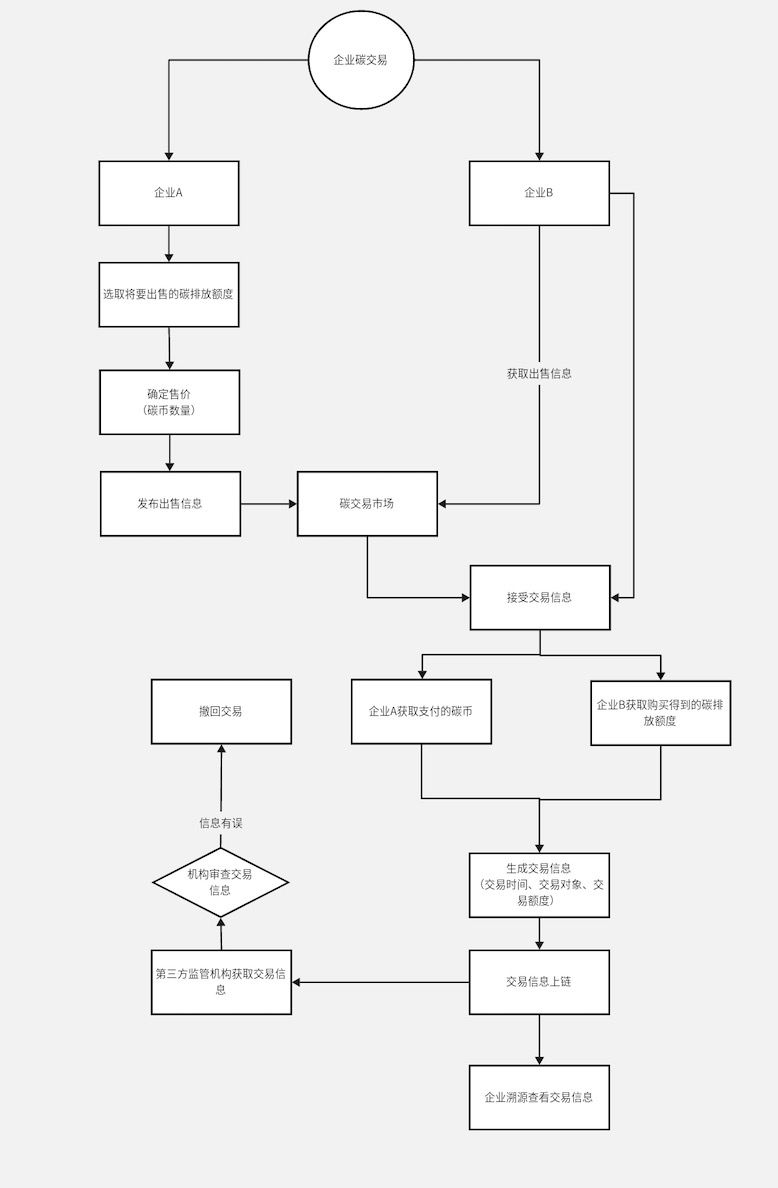 企业碳交易
企业A
企业B
选取将要出售的碳排放额度
获取出售信息
确定售价
（碳币数量）
发布出售信息
碳交易市场
接受交易信息
撤回交易
企业A获取支付的碳币
企业B获取购买得到的碳排
放额度
信息有误
机构审查交易
信息
生成交易信息
（交易时间、交易对象、交
易额度）
第三方监管机构获取交易信
息
交易信息上链
企业溯源查看交易信息